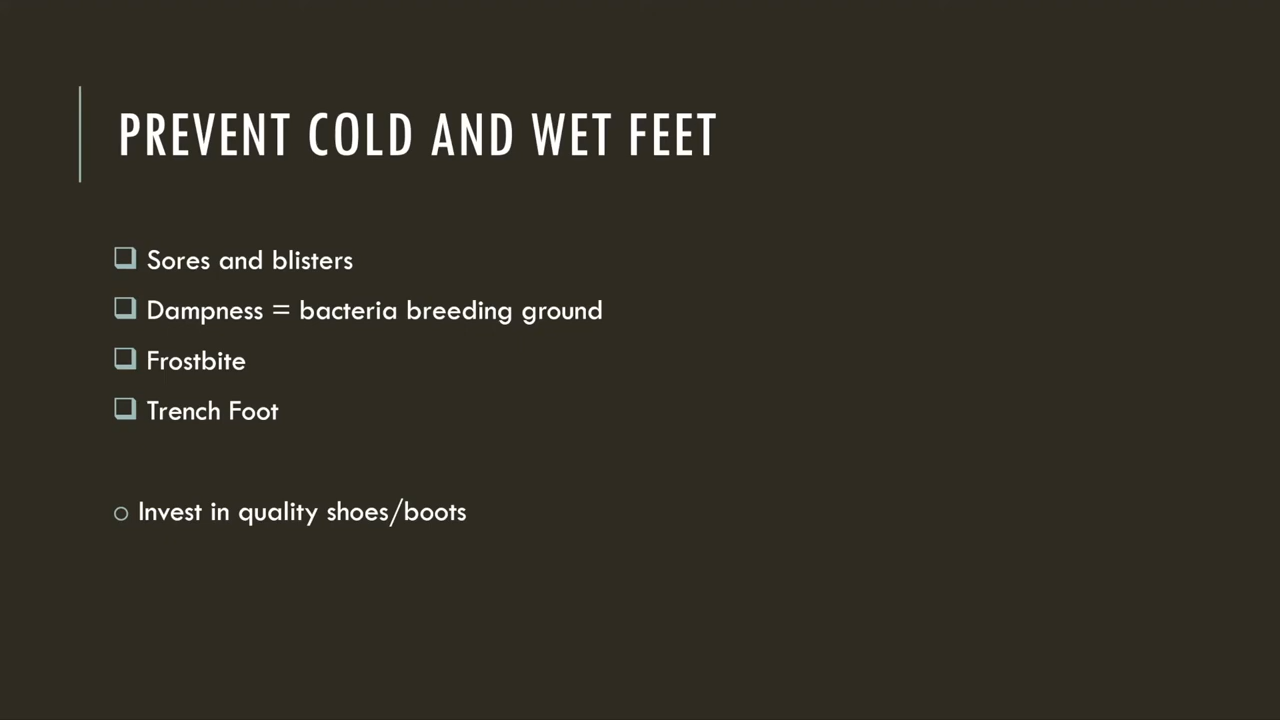 PREVENT COLD AND WET FEET
Sores and blisters
Dampness = bacteria breeding ground
Frostbite
Trench Foot
Invest in quality shoes/boots